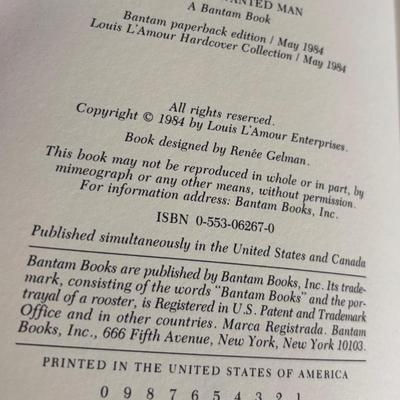 ANTED MAN
A Bantam Book
Bantam paperback edition / May 1984
Louis L'Amour Hardcover Collection / May 1984
All rights reserved.
Copyright © 1984 by Louis L'Amour Enterprises.
Book designed by Renée Gelman.
This book may not be reproduced in whole or in part, by
mimeograph or any other means, without permission.
For information address: Bantam Books, Inc.
ISBN 0-553-06267-0
Published simultaneously in the United States and Canada
Bantam Books are published by Bantam Books, Inc. Its trade-
mark, consisting of the words "Bantam Books" and the por-
trayal of a rooster, is Registered in U.S. Patent and Trademark
Office and in other countries. Marca Registrada. Bantam
Books, Inc., 666 Fifth Avenue, New York, New York 10103.
PRINTED IN THE UNITED STATES OF AMERICA
0 9 8 7 6 5 4 3 2 1